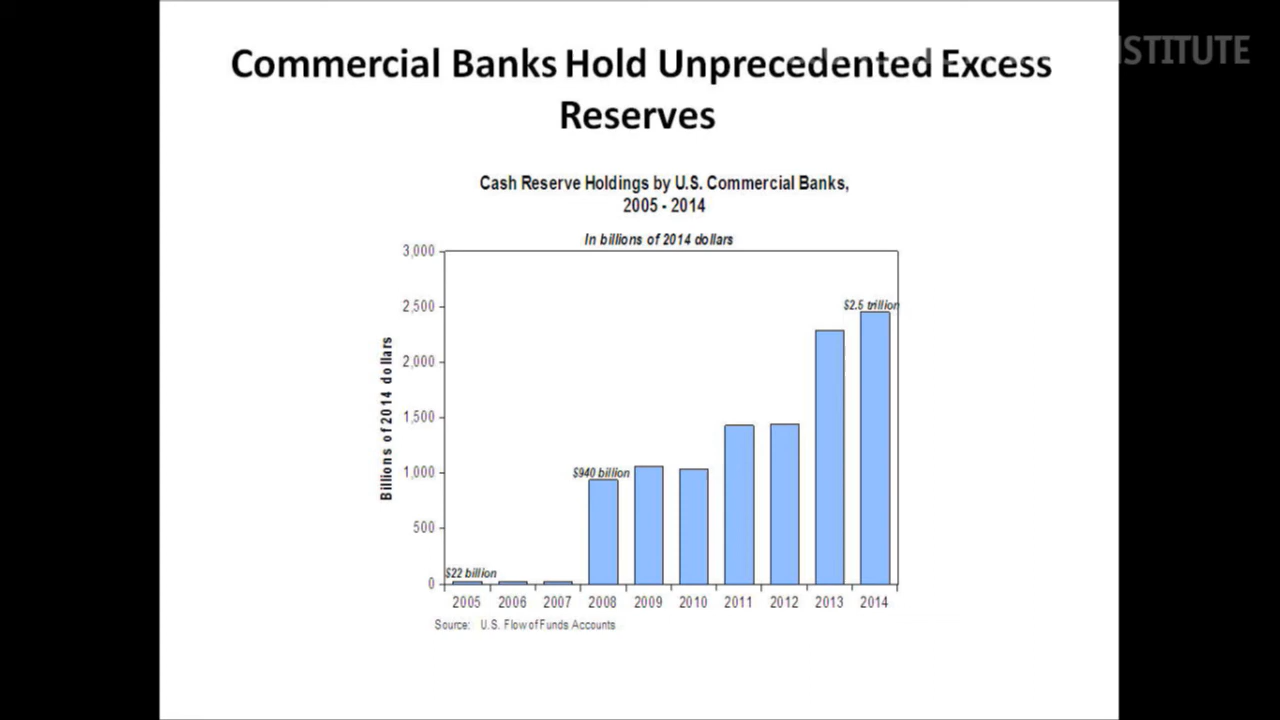 Commercial Banks Hold Unprecedented Excess
Reserves
Cash Reserve Holdings by U.S. Commercial Banks,
2005 - 2014
In billions of 2014 dollars
Billions of 2014 dollars
3,000
2,500
2,000
1,500
1,000
500
0
$22 billion
$940 billion
$2.5 trillion
2005 2006 2007 2008 2009 2010 2011 2012 2013 2014
Source: U.S. Flow of Funds Accounts